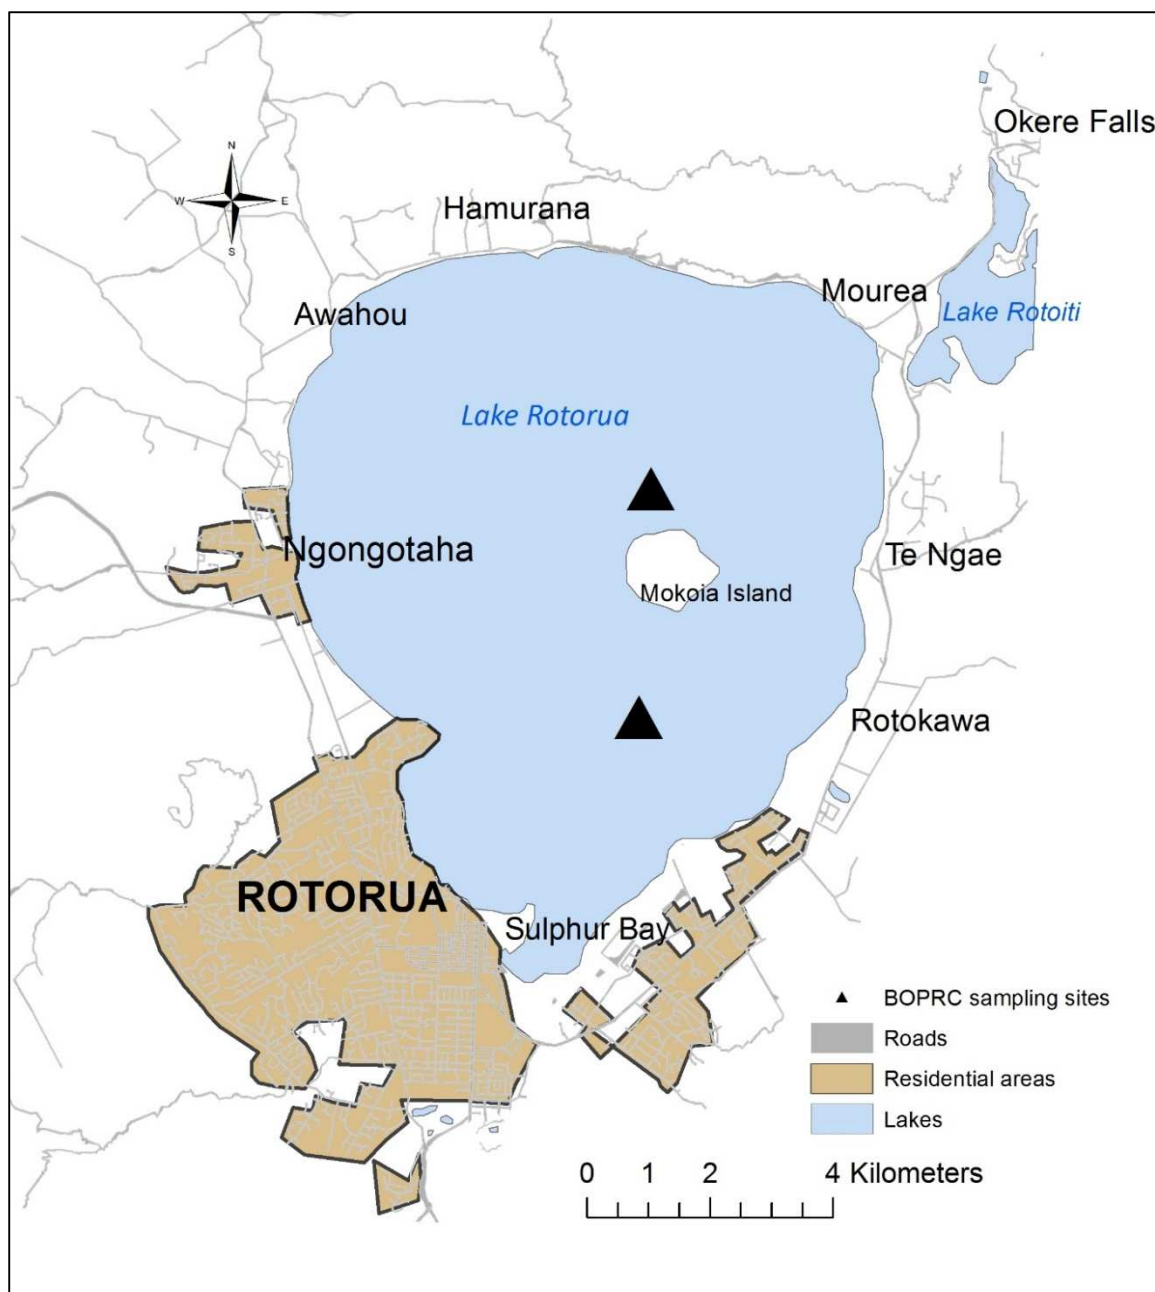 Okere Falls
N
W
E
S
Hamurana
Mourea
Awahou
Lake Rotoiti
Lake Rotorua
Ngongotaha
Te Ngae
Mokoia Island
Rotokawa
ROTORUA
Sulphur Bay
BOPRC sampling sites
Roads
Residential areas
Lakes
0 1 2 4 Kilometers